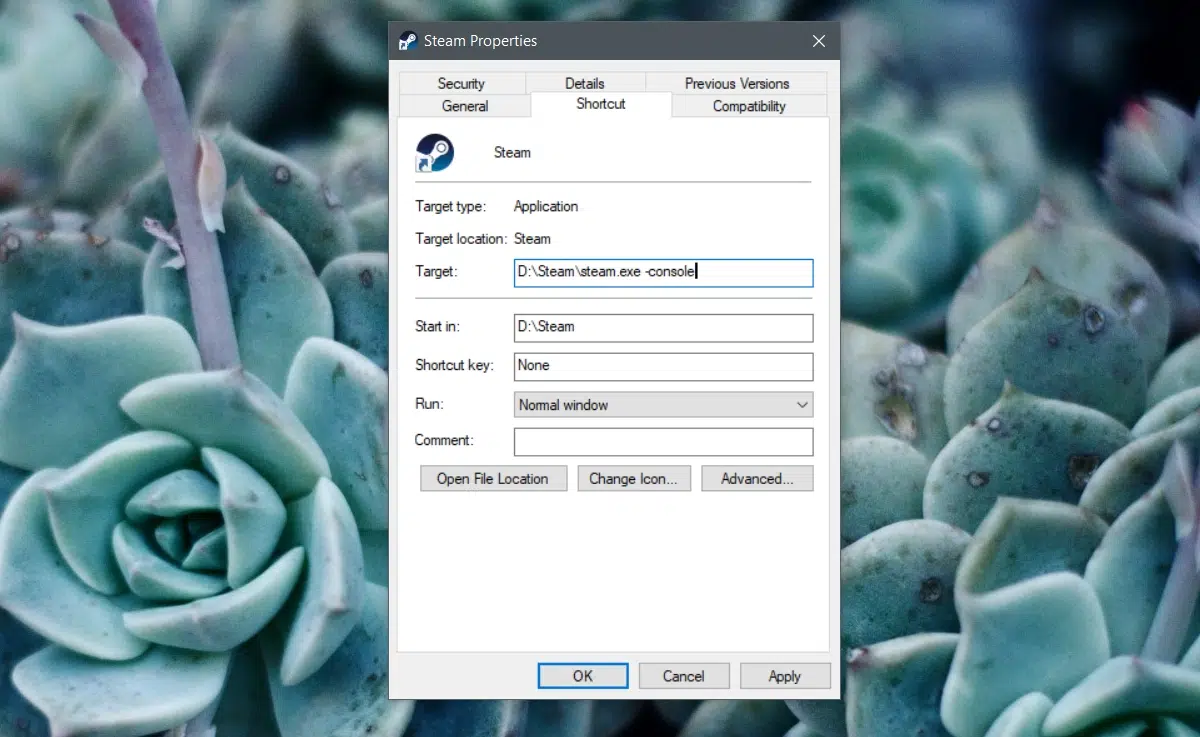 Steam Properties
Security Details Previous Versions
General Shortcut Compatibility
Steam
Target type: Application
Target location: Steam
Target: D:\Steam\steam.exe -console
Start in: D:\Steam
Shortcut key: None
Run: Normal window
Comment:
Open File Location Change Icon... Advanced...
OK Cancel Apply